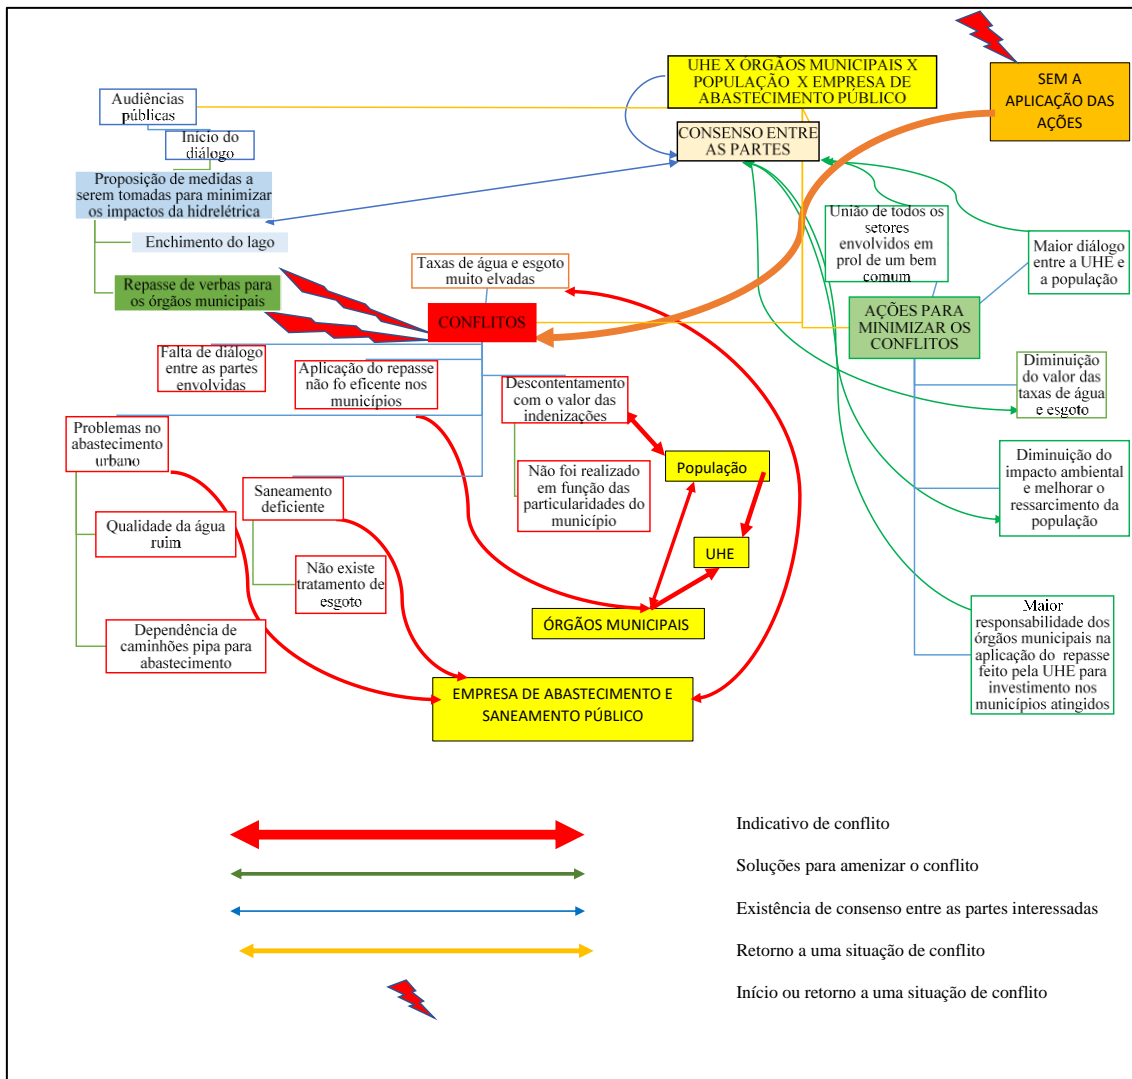 UHE X ÓRGÃOS MUNICIPAIS X
POPULAÇÃO X EMPRESA DE
ABASTECIMENTO PÚBLICO
SEM A
APLICAÇÃO DAS
AÇÕES
Audiências
públicas
Início do
diálogo
CONSENSO ENTRE
AS PARTES
Proposição de medidas a
serem tomadas para minimizar
os impactos da hidrelétrica
Enchimento do lago
Repasse de verbas para
os órgãos municipais
Taxas de água e esgoto
muito elvadas
União de todos os
setores
envolvidos em
prol de um bem
comum
Maior diálogo
entre a UHE e
a população
CONFLITOS
AÇÕES PARA
MINIMIZAR OS
CONFLITOS
Falta de diálogo
entre as partes
envolvidas
Aplicação do repasse
não fo eficente nos
municípios
Descontentamento
com o valor das
indenizações
Diminuição
do valor das
taxas de água
e esgoto
Problemas no
abastecimento
urbano
População
Não foi realizado
em função das
particularidades do
município
Saneamento
deficiente
Diminuição do
impacto ambiental
e melhorar o
ressarcimento da
população
Qualidade da água
ruim
UHE
Não existe
tratamento de
esgoto
ÓRGÃOS MUNICIPAIS
Maior
responsabilidade dos
órgãos municipais na
aplicação do repasse
feito pela UHE para
investimento nos
municípios atingidos
Dependência de
caminhões pipa para
abastecimento
EMPRESA DE ABASTECIMENTO E
SANEAMENTO PÚBLICO
Indicativo de conflito
Soluções para amenizar o conflito
Existência de consenso entre as partes interessadas
Retorno a uma situação de conflito
Início ou retorno a uma situação de conflito